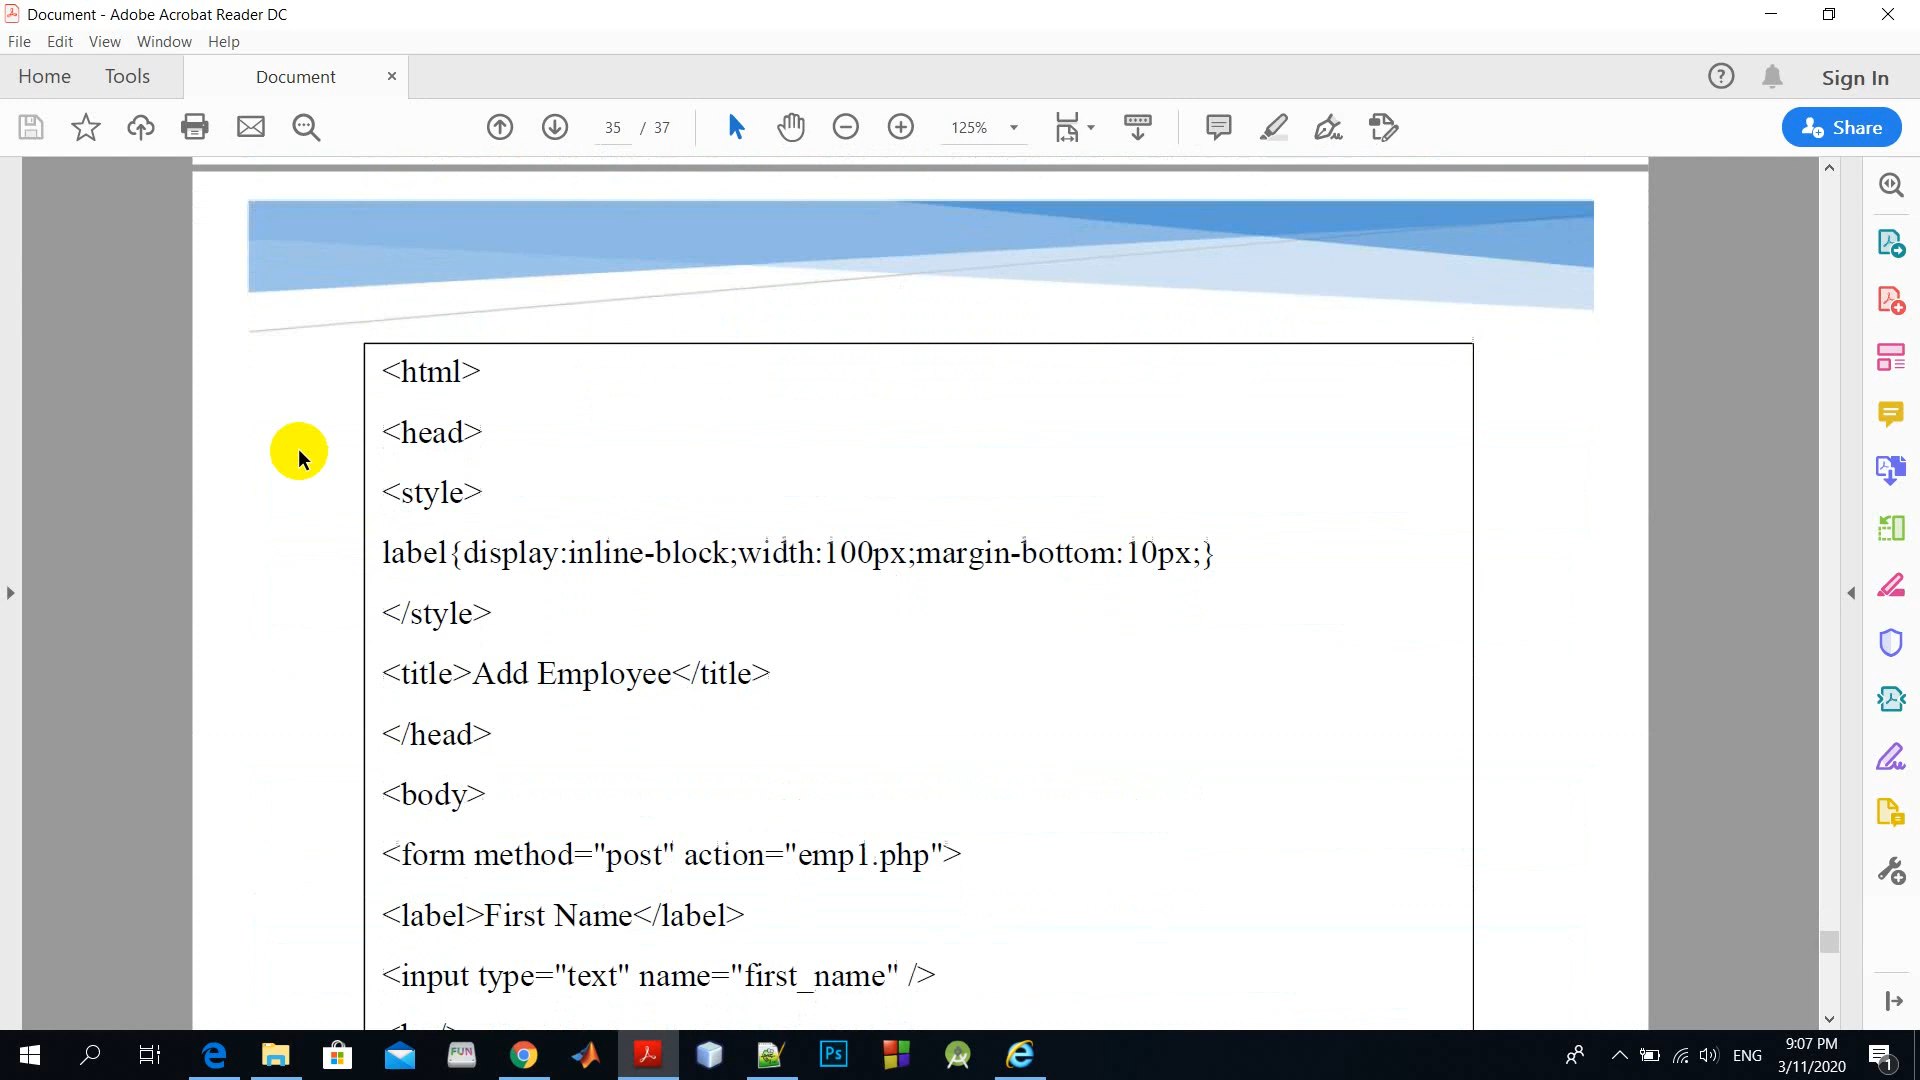 Document - Adobe Acrobat Reader DC
File Edit View Window Help
Home Tools Document × Sign In
35 / 37 125% Share
<html>
<head>
<style>
label{display:inline-block;width:100px;margin-bottom:10px;}
</style>
<title>Add Employee</title>
</head>
<body>
<form method="post" action="emp1.php">
<label>First Name</label>
<input type="text" name="first_name" />
FUN Ps ENG 9:07 PM
3/11/2020 1